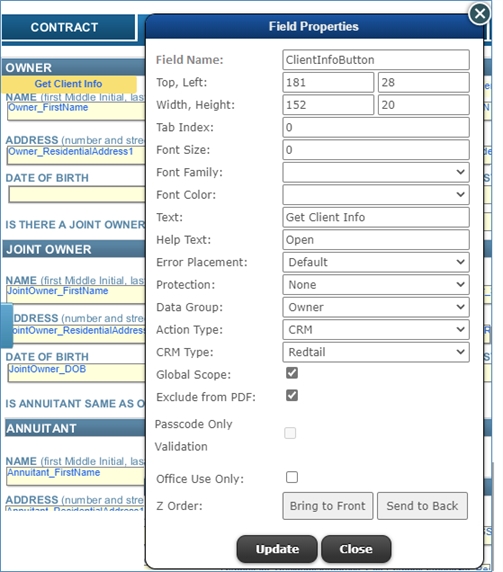 CONTRACT
OWNER
Get Client Info
NAME (first Middle Initial, las
Owner_FirstName
ADDRESS (number and stre
Owner_ResidentialAddress1
DATE OF BIRTH
IS THERE A JOINT OWNER
JOINT OWNER
NAME (first Middle Initial, las
JointOwner_FirstName
ADDRESS (number and stre
JointOwner_ResidentialAddress
DATE OF BIRTH
JointOwner_DOB
IS ANNUITANT SAME AS O
ANNUITANT
NAME (first Middle Initial, las
Annuitant_FirstName
ADDRESS (number and stre
Annuitant_ResidentialAddress1
Field Properties
Field Name: ClientInfoButton
Top, Left: 181 28
Width, Height: 152 20
Tab Index: 0
Font Size: 0
Font Family:
Font Color:
Text: Get Client Info
Help Text: Open
Error Placement: Default
Protection: None
Data Group: Owner
Action Type: CRM
CRM Type: Redtail
Global Scope:
Exclude from PDF:
Passcode Only
Validation
Office Use Only:
Z Order: Bring to Front Send to Back
Update Close